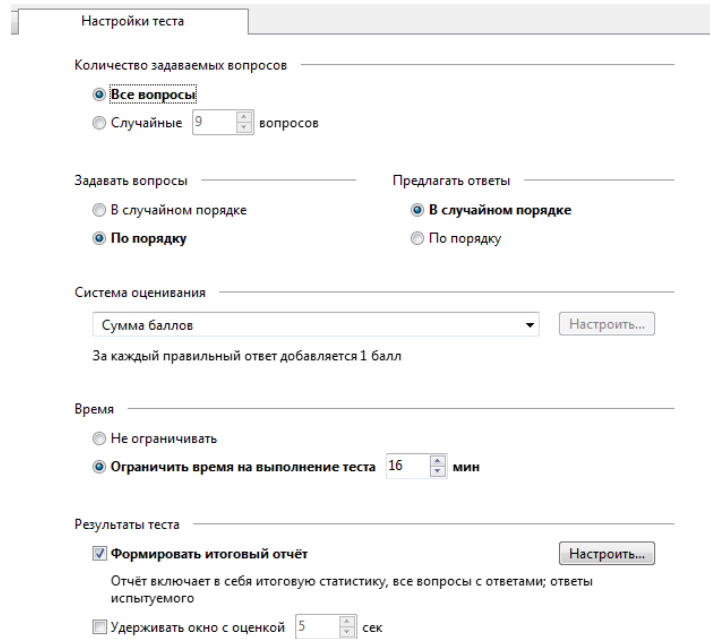 Настройки теста
Количество задаваемых вопросов
Все вопросы
Случайные 9 вопросов
Задавать вопросы Предлагать ответы
В случайном порядке В случайном порядке
По порядку По порядку
Система оценивания
Сумма баллов Настроить...
За каждый правильный ответ добавляется 1 балл
Время
Не ограничивать
Ограничить время на выполнение теста 16 мин
Результаты теста
Формировать итоговый отчёт Настроить...
Отчёт включает в себя итоговую статистику, все вопросы с ответами; ответы
испытуемого
Удерживать окно с оценкой 5 сек